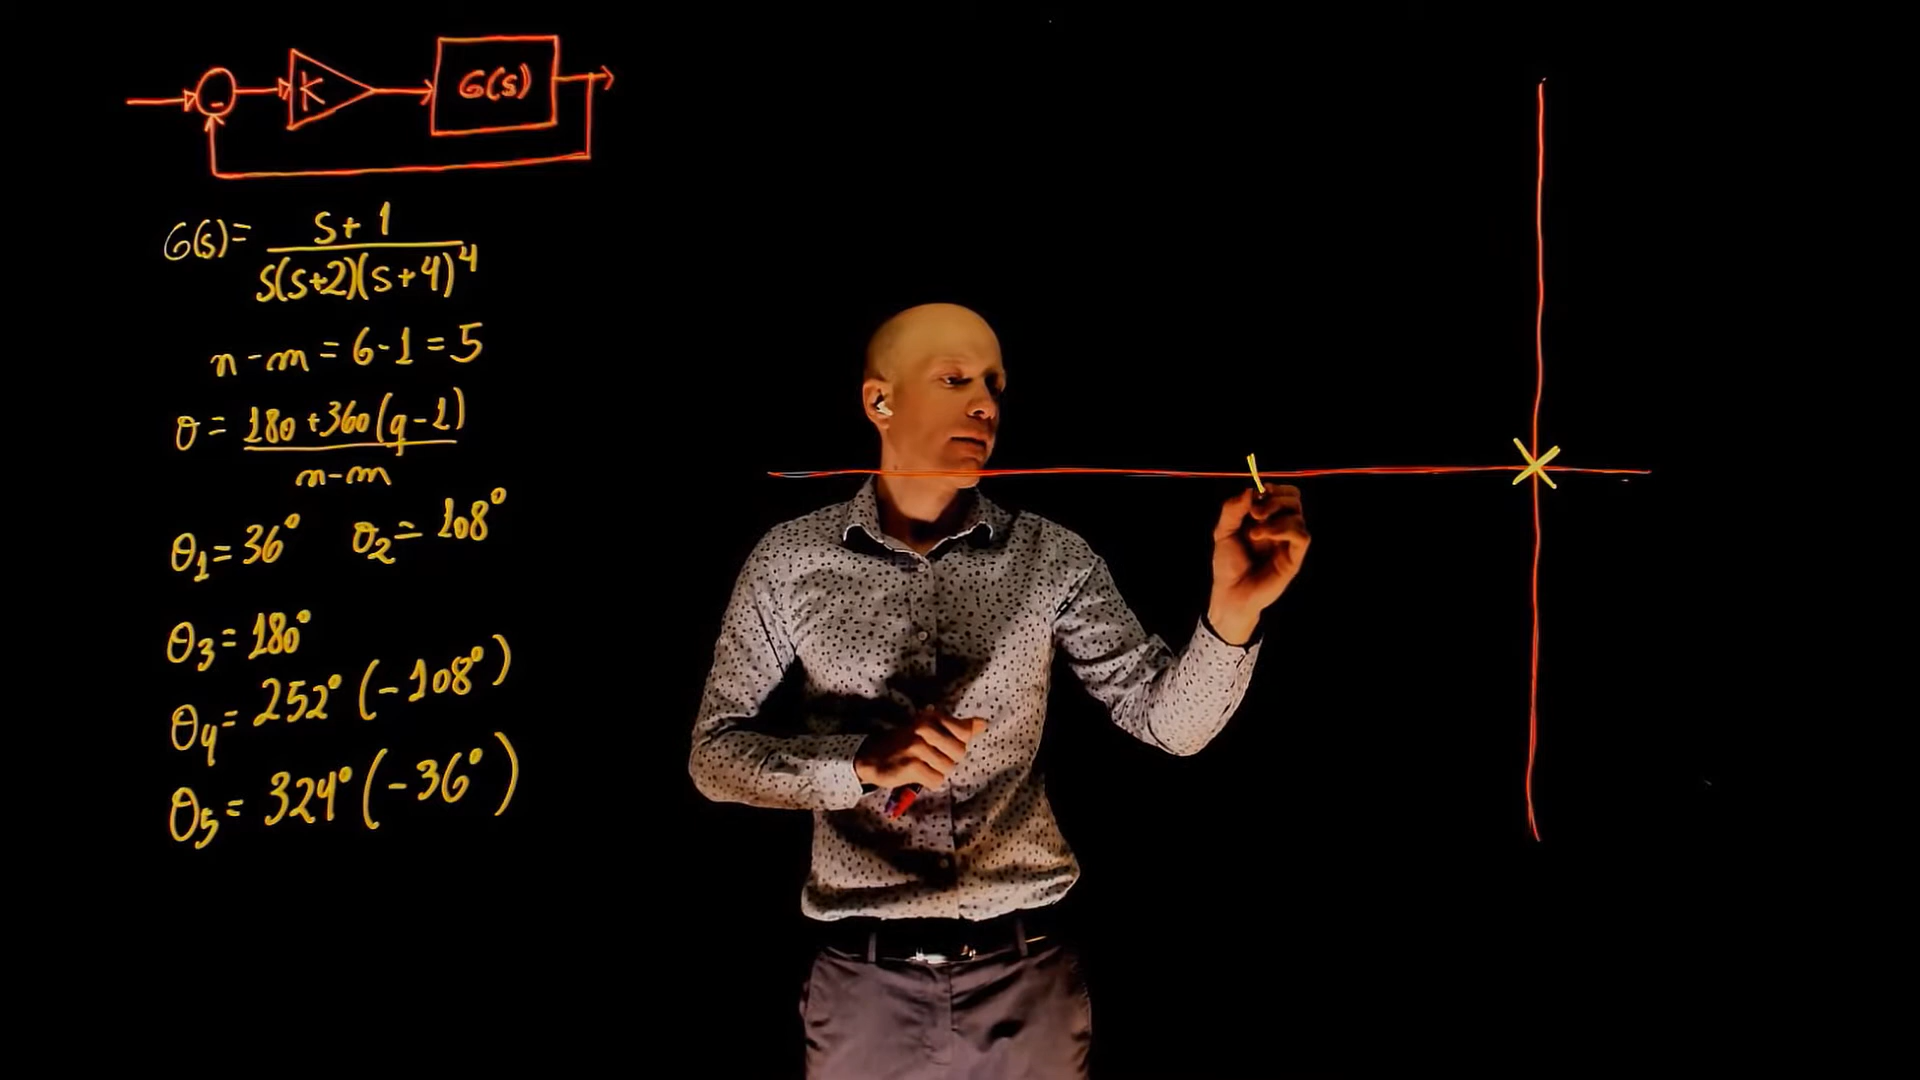 -
K
G(s)
G(s)= s+1
s(s+2)(s+4)^4
n-m=6-1=5
θ=180+360(q-1)
n-m
θ1=36° θ2=108°
θ3=180°
θ4=252°(-108°)
θ5=324°(-36°)